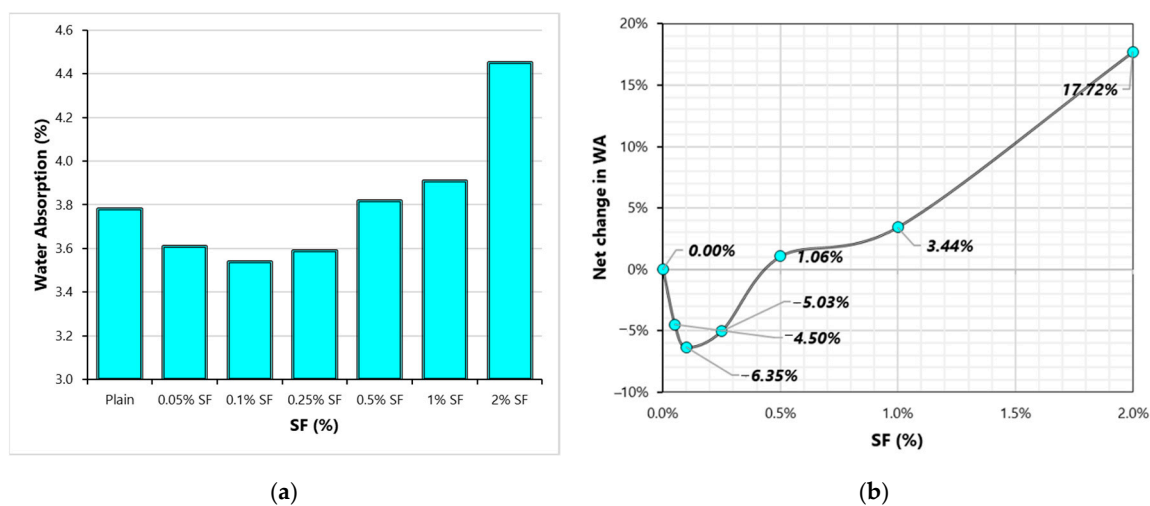 4.6
4.4
4.2
4.0
3.8
3.6
3.4
3.2
3.0
Water Absorption (%)
Plain 0.05% SF 0.1% SF 0.25% SF 0.5% SF 1% SF 2% SF
SF (%)
(a)
20%
15%
10%
5%
0%
−5%
−10%
Net change in WA
17.72%
0.00%
1.06%
3.44%
−5.03%
−4.50%
−6.35%
0.0% 0.5% 1.0% 1.5% 2.0%
SF (%)
(b)